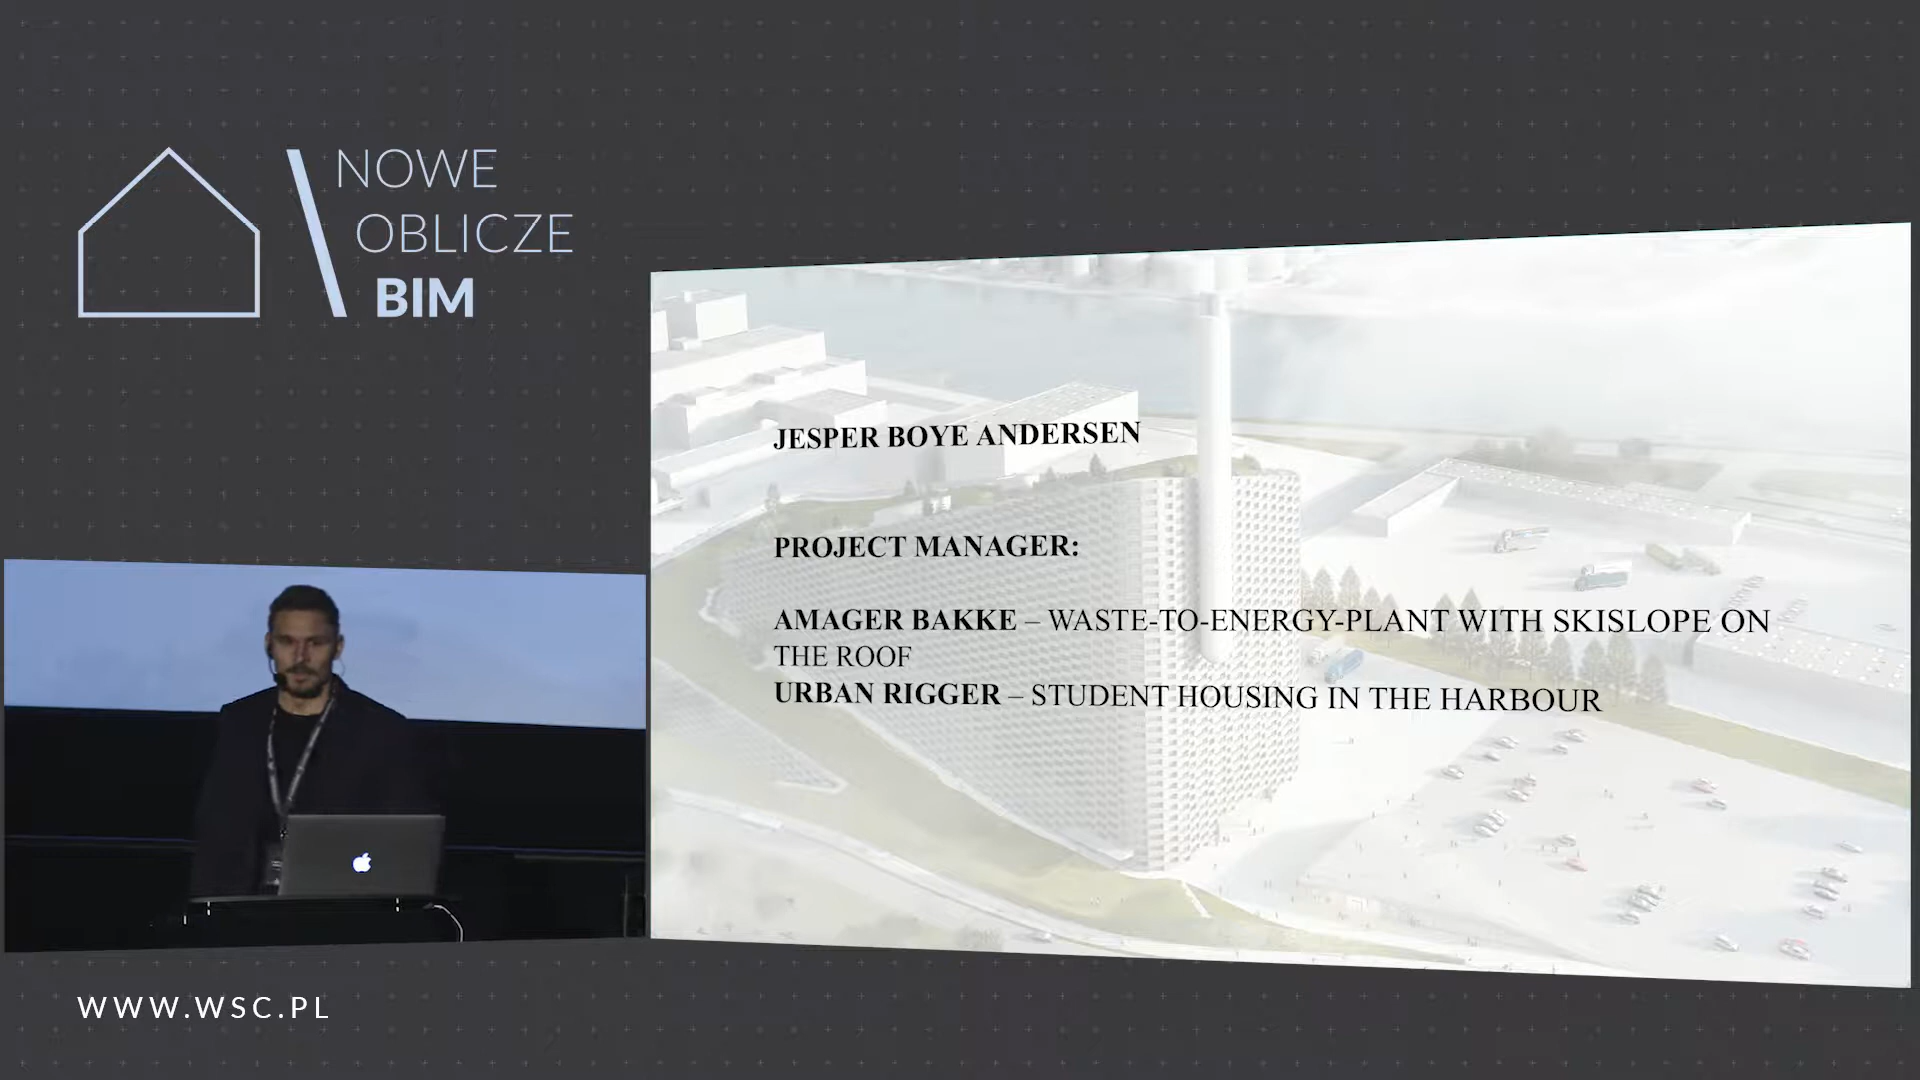 NOWE
OBLICZE
BIM
JESPER BOYE ANDERSEN
PROJECT MANAGER:
AMAGER BAKKE – WASTE-TO-ENERGY-PLANT WITH SKISLOPE ON
THE ROOF
URBAN RIGGER – STUDENT HOUSING IN THE HARBOUR
WWW.WSC.PL